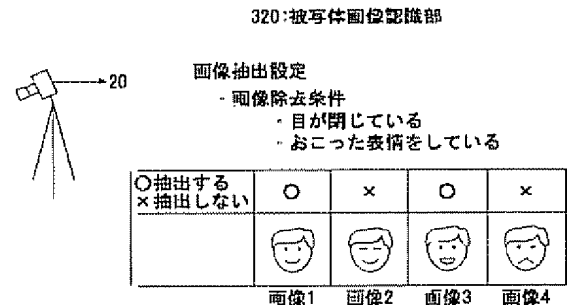 320:被写体画像認識部
20
画像抽出設定
・画像除去条件
・目が閉じている
・おこった表情をしている
○抽出する ○ × ○ ×
×抽出しない
画像1 画像2 画像3 画像4